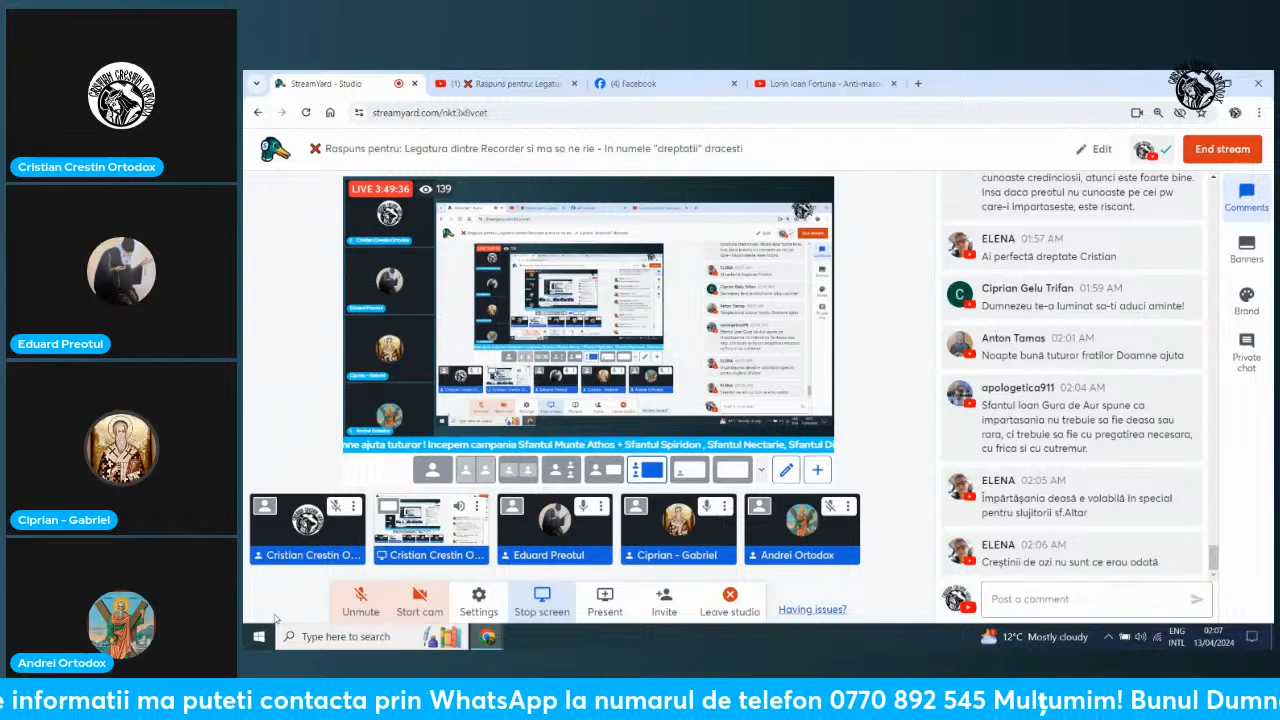 Cristian Crestin Ortodox
Eduard Preotul
Ciprian - Gabriel
Andrei Ortodox
StreamYard - Studio
(1) ❌ Raspuns pentru: Legatu
(4) Facebook
Lorin Ioan Fortuna - Anti-maso
streamyard.com/nkt3x8vcet
❌ Raspuns pentru: Legatura dintre Recorder si ma sa ne rie - In numele "dreptatii" dracesti
Edit
End stream
LIVE 3:49:36
139
nne ajuta tuturor ! Incepem campania Sfantul Munte Athos + Sfantul Spiridon , Sfantul Nectarie, Sfantul Di
Cristian Crestin O...
Cristian Crestin O...
Eduard Preotul
Ciprian - Gabriel
Andrei Ortodox
Unmute
Start cam
Settings
Stop screen
Present
Invite
Leave studio
Having issues?
cunoaste credinciosii, atunci este foarte bine.
Insa daca preotul nu cunoaste pe cei pw
care-i impartaseste, este riscant.
ELENA 01:57 AM
Ai perfectă dreptate Cristian
Ciprian Gelu Trifan 01:59 AM
Dumnezeu te-o luminat sa-ti aduci aminte!
Anton Tamas 02:01 AM
Noapte bună tuturor fratilor Doamne ajuta
apologetica911 02:04 AM
Sfantul Ioan Gura de Aur spune ca
impartasania nu trebuie sa fie deasa sau
rara, ci trebuie sa fie cu pregatirea necesara,
cu frica si cu cutremur.
ELENA 02:05 AM
Împărtășania deasă e valabilă în special
pentru slujitorii sf.Altar
ELENA 02:06 AM
Creștinii de azi nu sunt ce erau odată
Post a comment
Comments
Banners
Brand
Private
chat
Type here to search
12°C Mostly cloudy
ENG
INTL
02:07
13/04/2024
e informatii ma puteti contacta prin WhatsApp la numarul de telefon 0770 892 545 Mulțumim! Bunul Dumn